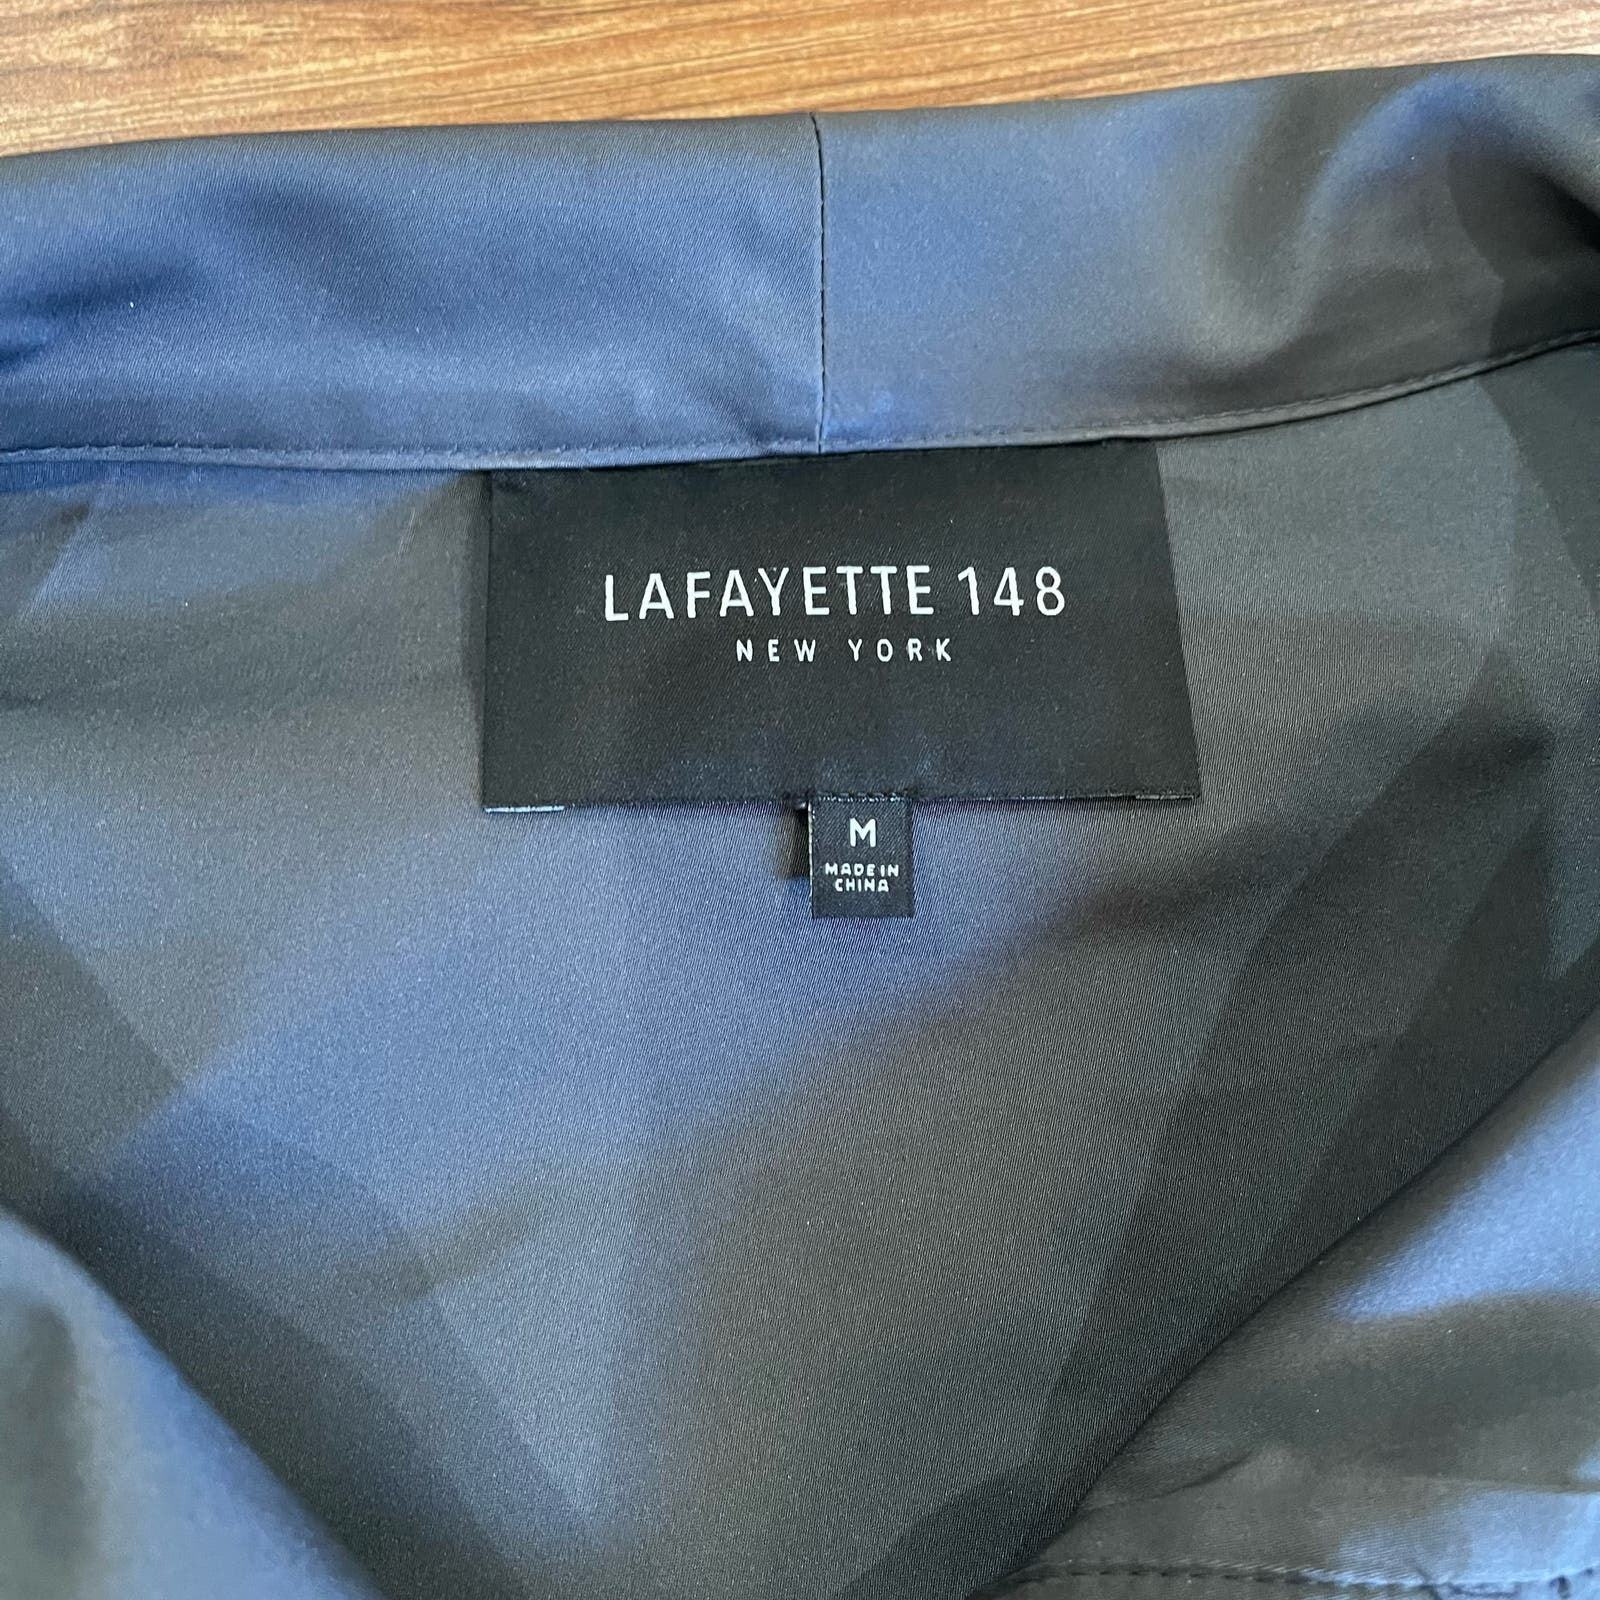 LAFAYETTE 148
NEW YORK
M
MADE IN
CHINA